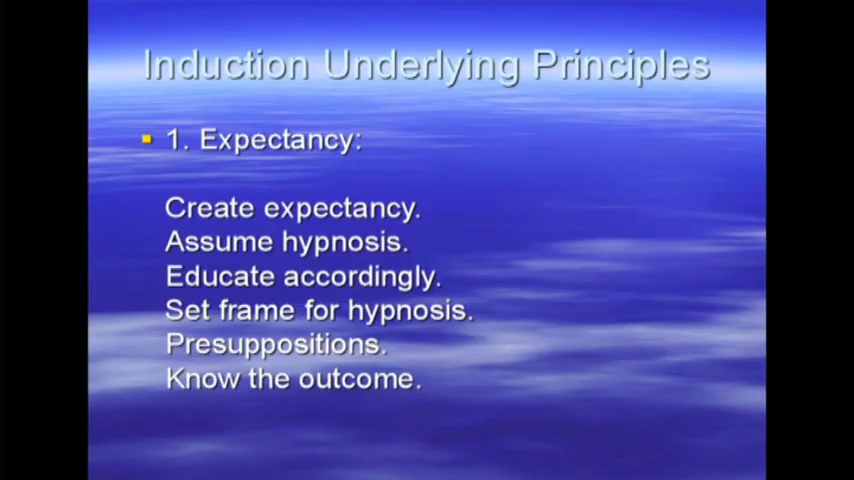 Induction Underlying Principles
1. Expectancy:
Create expectancy.
Assume hypnosis.
Educate accordingly.
Set frame for hypnosis.
Presuppositions.
Know the outcome.